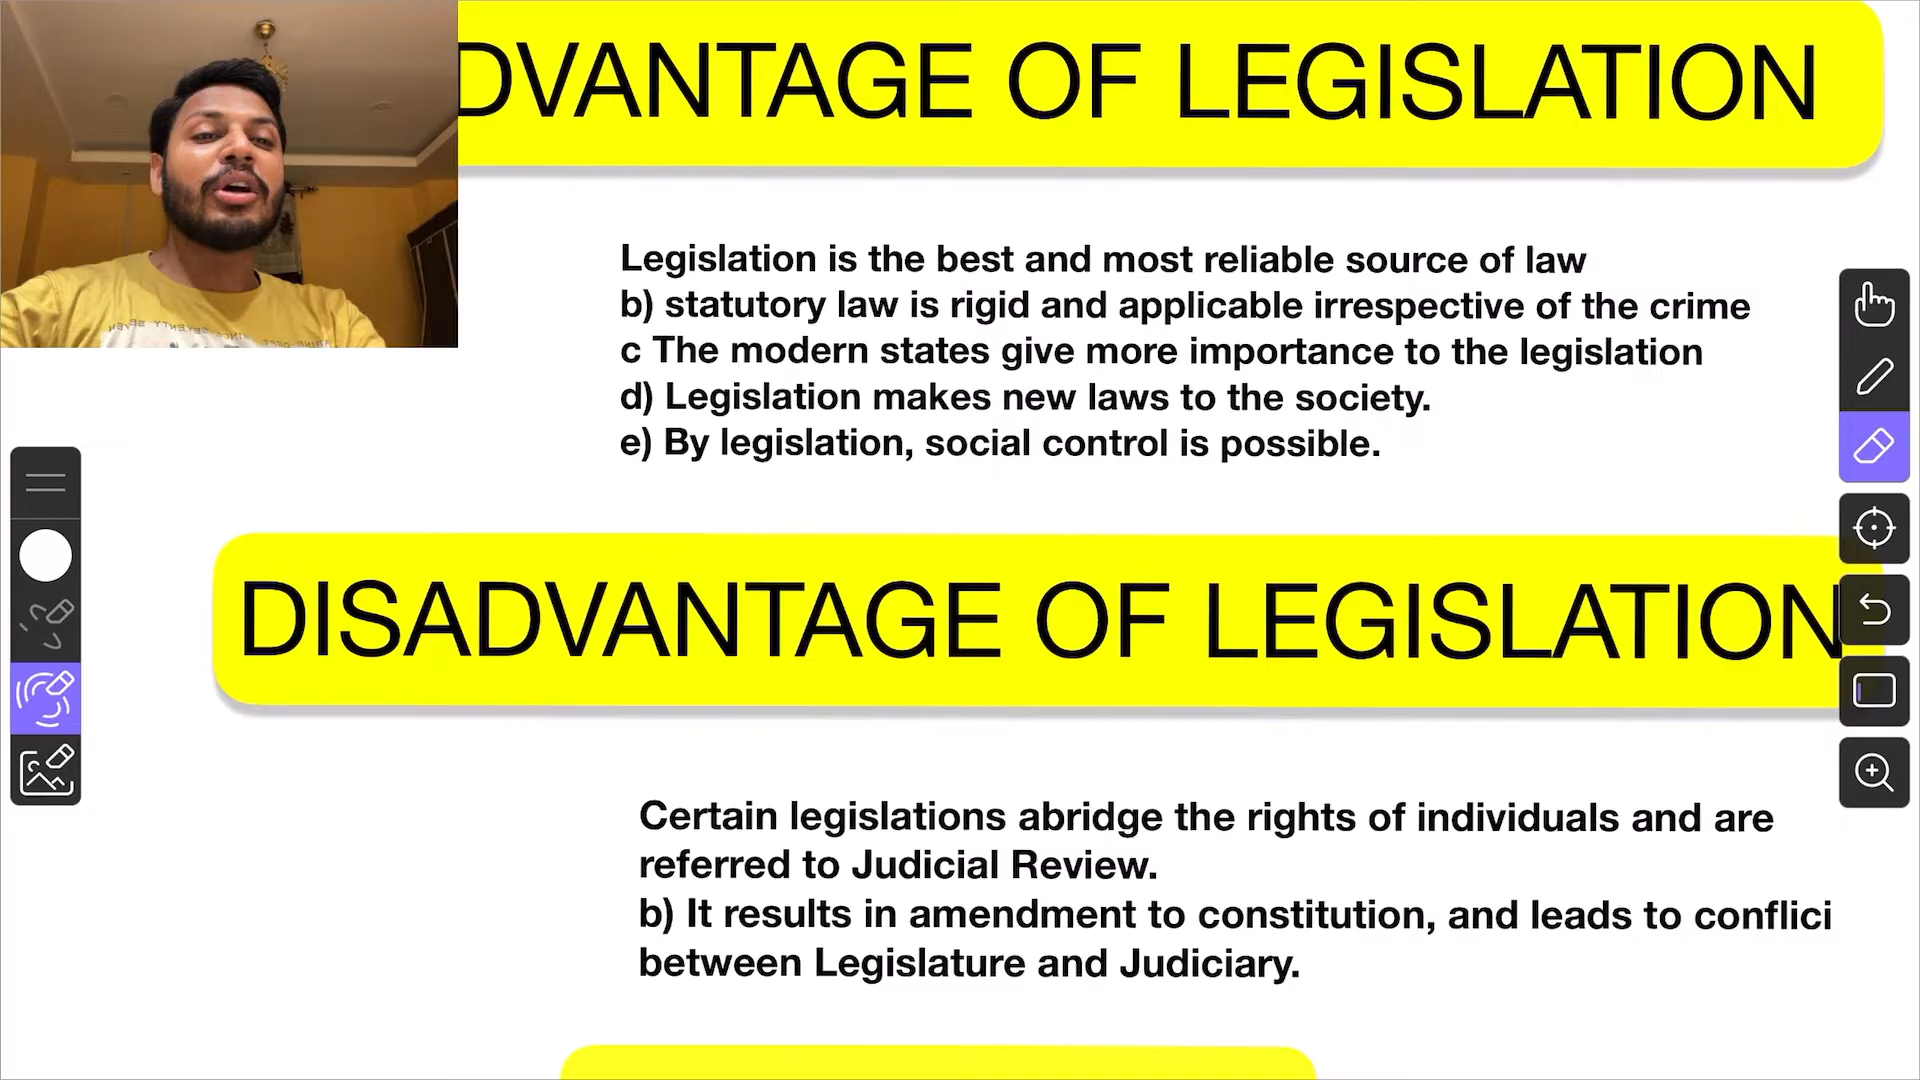 DVANTAGE OF LEGISLATION
Legislation is the best and most reliable source of law
b) statutory law is rigid and applicable irrespective of the crime
c The modern states give more importance to the legislation
d) Legislation makes new laws to the society.
e) By legislation, social control is possible.
DISADVANTAGE OF LEGISLATION
Certain legislations abridge the rights of individuals and are
referred to Judicial Review.
b) It results in amendment to constitution, and leads to conflici
between Legislature and Judiciary.